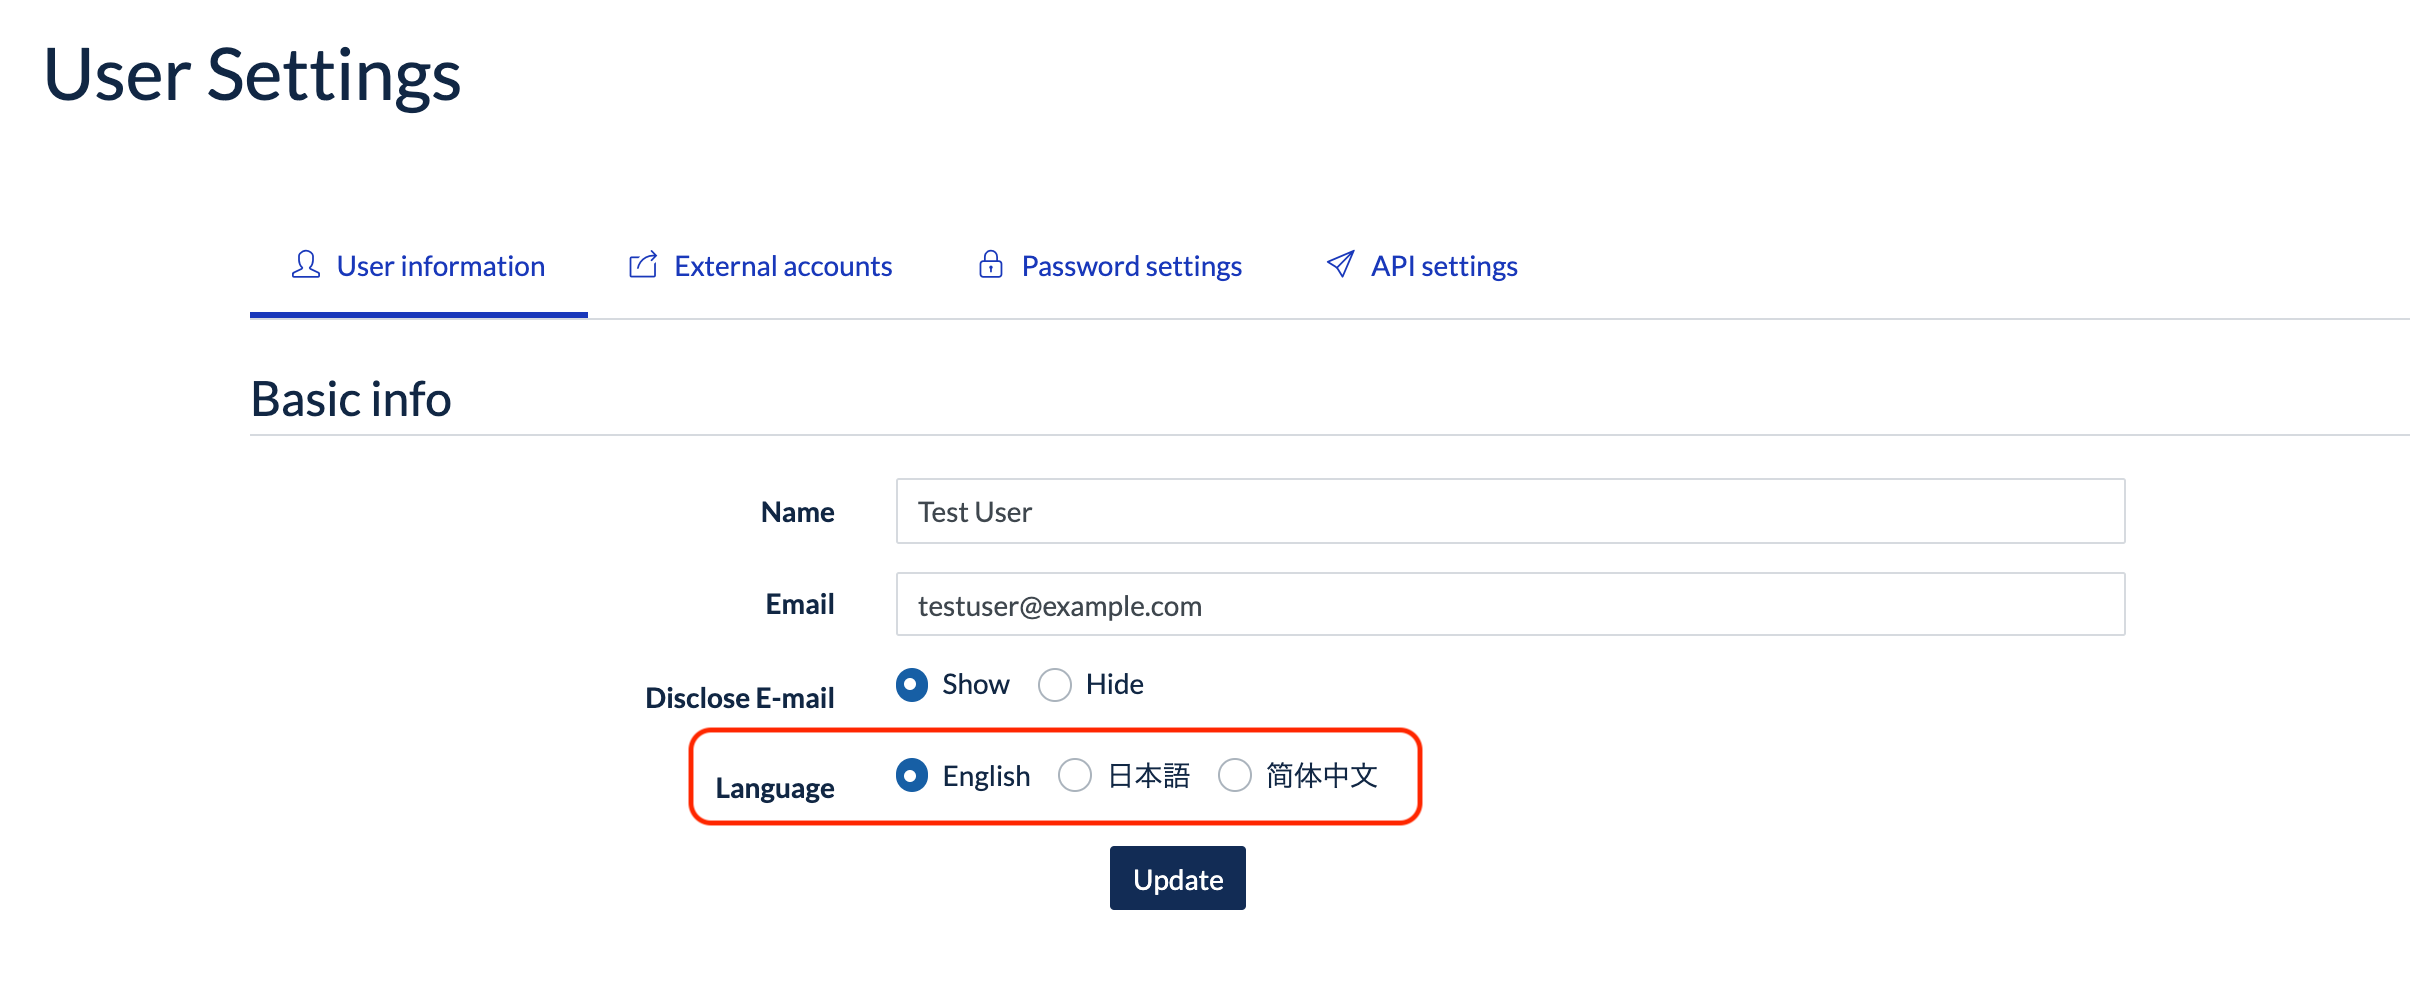 User Settings
User information External accounts Password settings API settings
Basic info
Name Test User
Email testuser@example.com
Disclose E-mail Show Hide
Language English 日本語 简体中文
Update